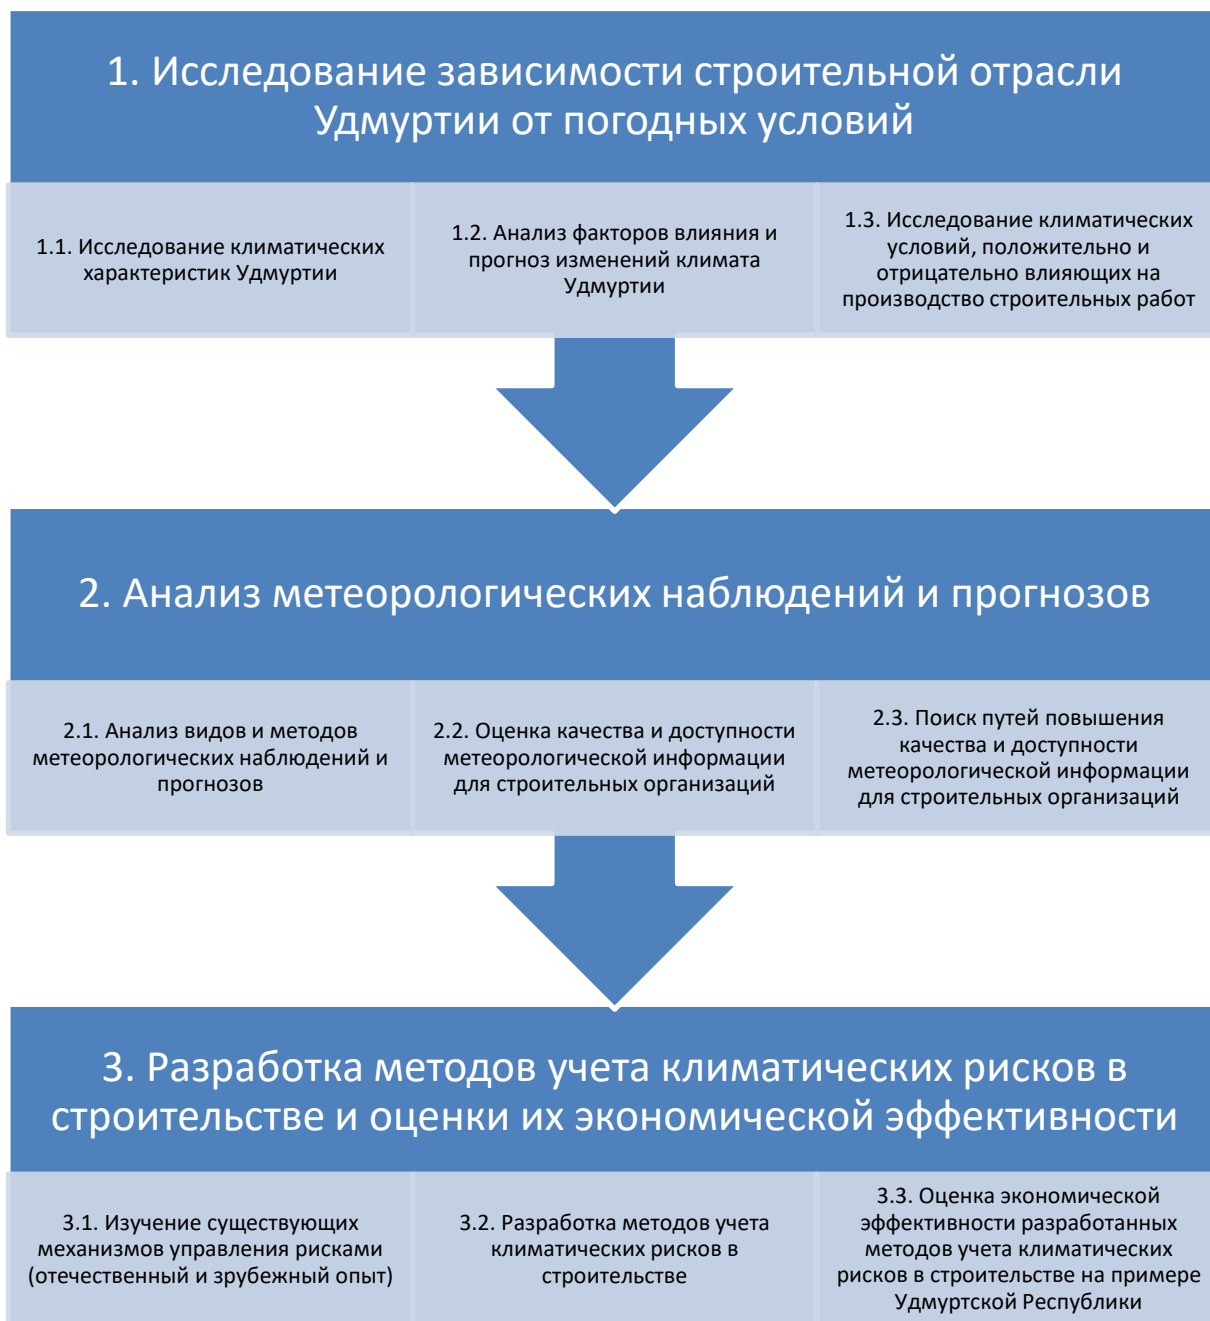 1. Исследование зависимости строительной отрасли
Удмуртии от погодных условий
1.1. Исследование климатических
характеристик Удмуртии
1.2. Анализ факторов влияния и
прогноз изменений климата
Удмуртии
1.3. Исследование климатических
условий, положительно и
отрицательно влияющих на
производство строительных работ
2. Анализ метеорологических наблюдений и прогнозов
2.1. Анализ видов и методов
метеорологических наблюдений и
прогнозов
2.2. Оценка качества и доступности
метеорологической информации
для строительных организаций
2.3. Поиск путей повышения
качества и доступности
метеорологической информации
для строительных организаций
3. Разработка методов учета климатических рисков в
строительстве и оценки их экономической эффективности
3.1. Изучение существующих
механизмов управления рисками
(отечественный и зрубежный опыт)
3.2. Разработка методов учета
климатических рисков в
строительстве
3.3. Оценка экономической
эффективности разработанных
методов учета климатических
рисков в строительстве на примере
Удмуртской Республики